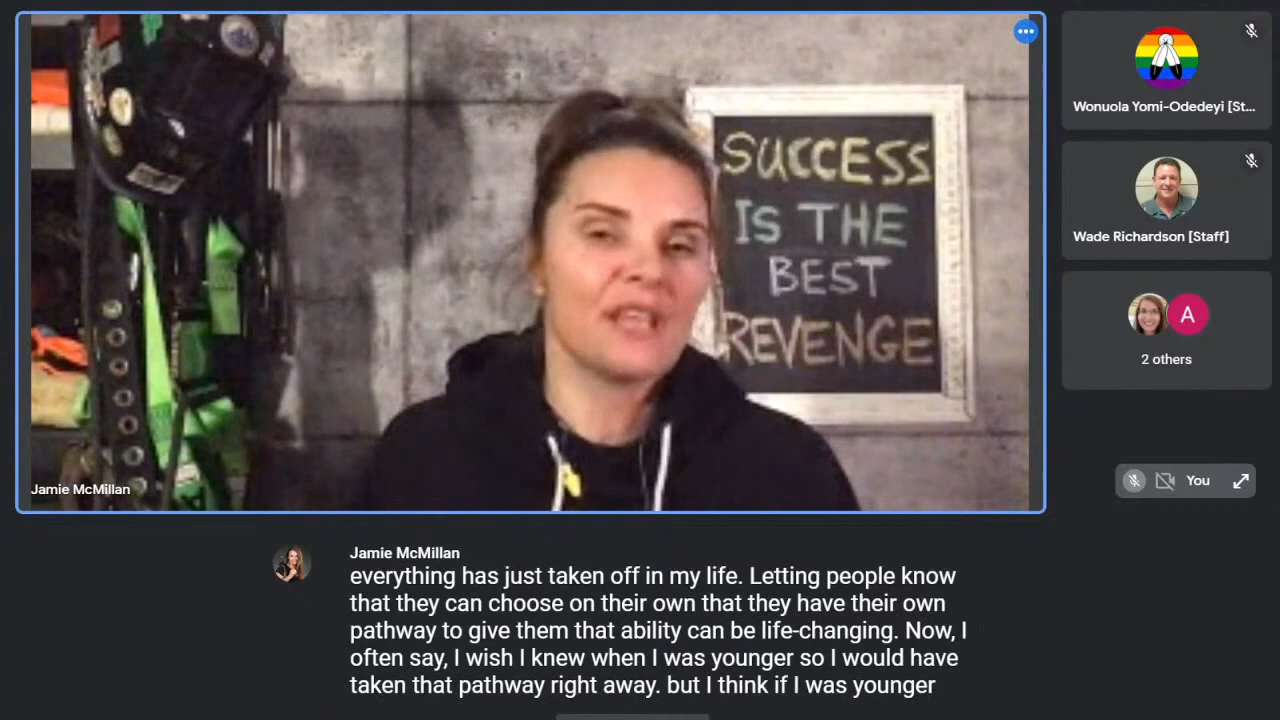 SUCCESS
IS THE
BEST
REVENGE
Jamie McMillan
Wonuola Yomi-Odedeyi [St...
Wade Richardson [Staff]
A
2 others
You
Jamie McMillan
everything has just taken off in my life. Letting people know
that they can choose on their own that they have their own
pathway to give them that ability can be life-changing. Now, I
often say, I wish I knew when I was younger so I would have
taken that pathway right away. but I think if I was younger